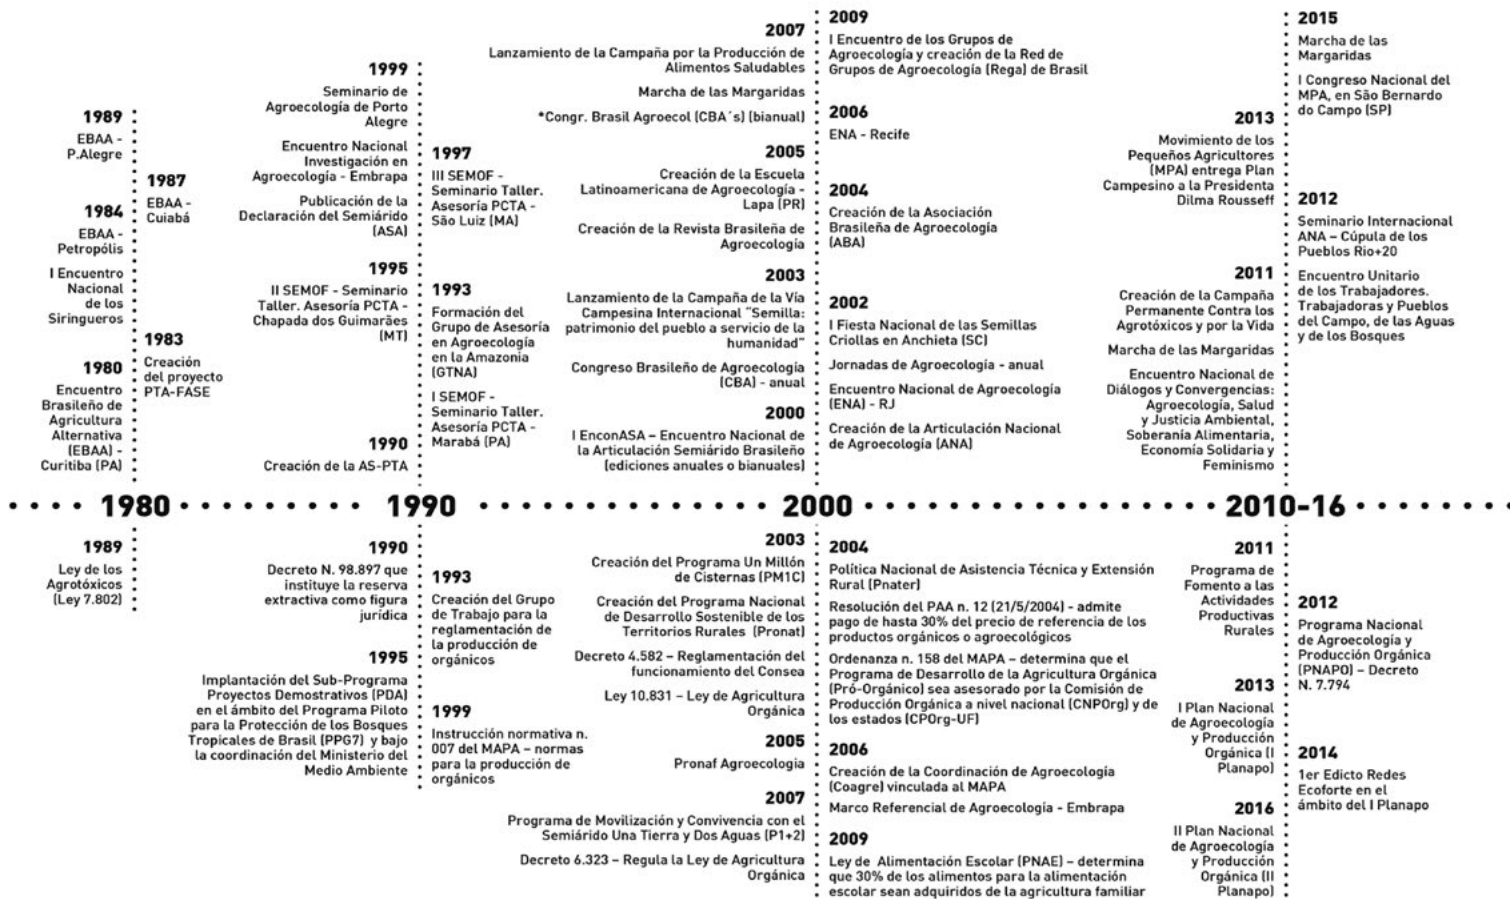 1989
EBAA -
P.Alegre
1984
EBAA -
Petropólis
I Encuentro
Nacional
de los
Siringueros
1980
Encuentro
Brasileño de
Agricultura
Alternativa
(EBAA) -
Curitiba (PA)
1987
EBAA -
Cuiabá
1983
Creación
del proyecto
PTA-FASE
1999
Seminario de
Agroecología de Porto
Alegre
Encuentro Nacional
Investigación en
Agroecología - Embrapa
Publicación de la
Declaración del Semiárido
(ASA)
1995
II SEMOF - Seminario
Taller. Asesoría PCTA -
Chapada dos Guimarães
(MT)
1990
Creación de la AS-PTA
1997
III SEMOF -
Seminario Taller.
Asesoría PCTA -
São Luiz (MA)
1993
Formación del
Grupo de Asesoría
en Agroecología
en la Amazonia
(GTNA)
I SEMOF -
Seminario Taller.
Asesoría PCTA -
Marabá (PA)
2007
Lanzamiento de la Campaña por la Producción de
Alimentos Saludables
Marcha de las Margaridas
*Congr. Brasil Agroecol (CBA´s) (bianual)
2005
Creación de la Escuela
Latinoamericana de Agroecología -
Lapa (PR)
Creación de la Revista Brasileña de
Agroecología
2003
Lanzamiento de la Campaña de la Vía
Campesina Internacional "Semilla:
patrimonio del pueblo a servicio de la
humanidad"
Congreso Brasileño de Agroecología
(CBA) - anual
2000
I EnconASA – Encuentro Nacional de
la Articulación Semiárido Brasileño
(ediciones anuales o bianuales)
2009
I Encuentro de los Grupos de
Agroecología y creación de la Red de
Grupos de Agroecología (Rega) de Brasil
2006
ENA - Recife
2004
Creación de la Asociación
Brasileña de Agroecología
(ABA)
2002
I Fiesta Nacional de las Semillas
Criollas en Anchieta (SC)
Jornadas de Agroecología - anual
Encuentro Nacional de Agroecología
(ENA) - RJ
Creación de la Articulación Nacional
de Agroecología (ANA)
2013
Movimiento de los
Pequeños Agricultores
(MPA) entrega Plan
Campesino a la Presidenta
Dilma Rousseff
2011
Creación de la Campaña
Permanente Contra los
Agrotóxicos y por la Vida
Marcha de las Margaridas
Encuentro Nacional de
Diálogos y Convergencias:
Agroecología, Salud
y Justicia Ambiental,
Soberanía Alimentaria,
Economía Solidaria y
Feminismo
2015
Marcha de las
Margaridas
I Congreso Nacional del
MPA, en São Bernardo
do Campo (SP)
2012
Seminario Internacional
ANA – Cúpula de los
Pueblos Rio+20
Encuentro Unitario
de los Trabajadores.
Trabajadoras y Pueblos
del Campo, de las Aguas
y de los Bosques
1980
1990
2000
2010-16
1989
Ley de los
Agrotóxicos
(Ley 7.802)
1990
Decreto N. 98.897 que
instituye la reserva
extractiva como figura
jurídica
1995
Implantación del Sub-Programa
Proyectos Demostrativos (PDA)
en el ámbito del Programa Piloto
para la Protección de los Bosques
Tropicales de Brasil (PPG7) y bajo
la coordinación del Ministerio del
Medio Ambiente
1993
Creación del Grupo
de Trabajo para la
reglamentación de
la producción de
orgánicos
1999
Instrucción normativa n.
007 del MAPA – normas
para la producción de
orgánicos
2003
Creación del Programa Un Millón
de Cisternas (PM1C)
Creación del Programa Nacional
de Desarrollo Sostenible de los
Territorios Rurales (Pronat)
Decreto 4.582 – Reglamentación del
funcionamiento del Consea
Ley 10.831 – Ley de Agricultura
Orgánica
2005
Pronaf Agroecologia
2007
Programa de Movilización y Convivencia con el
Semiárido Una Tierra y Dos Aguas (P1+2)
Decreto 6.323 – Regula la Ley de Agricultura
Orgánica
2004
Política Nacional de Asistencia Técnica y Extensión
Rural (Pnater)
Resolución del PAA n. 12 (21/5/2004) - admite
pago de hasta 30% del precio de referencia de los
productos orgánicos o agroecológicos
Ordenanza n. 158 del MAPA – determina que el
Programa de Desarrollo de la Agricultura Orgánica
(Pró-Orgánico) sea asesorado por la Comisión de
Producción Orgánica a nivel nacional (CNPOrg) y de
los estados (CPOrg-UF)
2006
Creación de la Coordinación de Agroecología
(Coagre) vinculada al MAPA
Marco Referencial de Agroecología - Embrapa
2009
Ley de Alimentación Escolar (PNAE) – determina
que 30% de los alimentos para la alimentación
escolar sean adquiridos de la agricultura familiar
2011
Programa de
Fomento a las
Actividades
Productivas
Rurales
2013
I Plan Nacional
de Agroecología
y Producción
Orgánica (I
Planapo)
2016
II Plan Nacional
de Agroecología
y Producción
Orgánica (II
Planapo)
2012
Programa Nacional
de Agroecología y
Producción Orgánica
(PNAPO) – Decreto
N. 7.794
2014
1er Edicto Redes
Ecoforte en el
ámbito del I Planapo